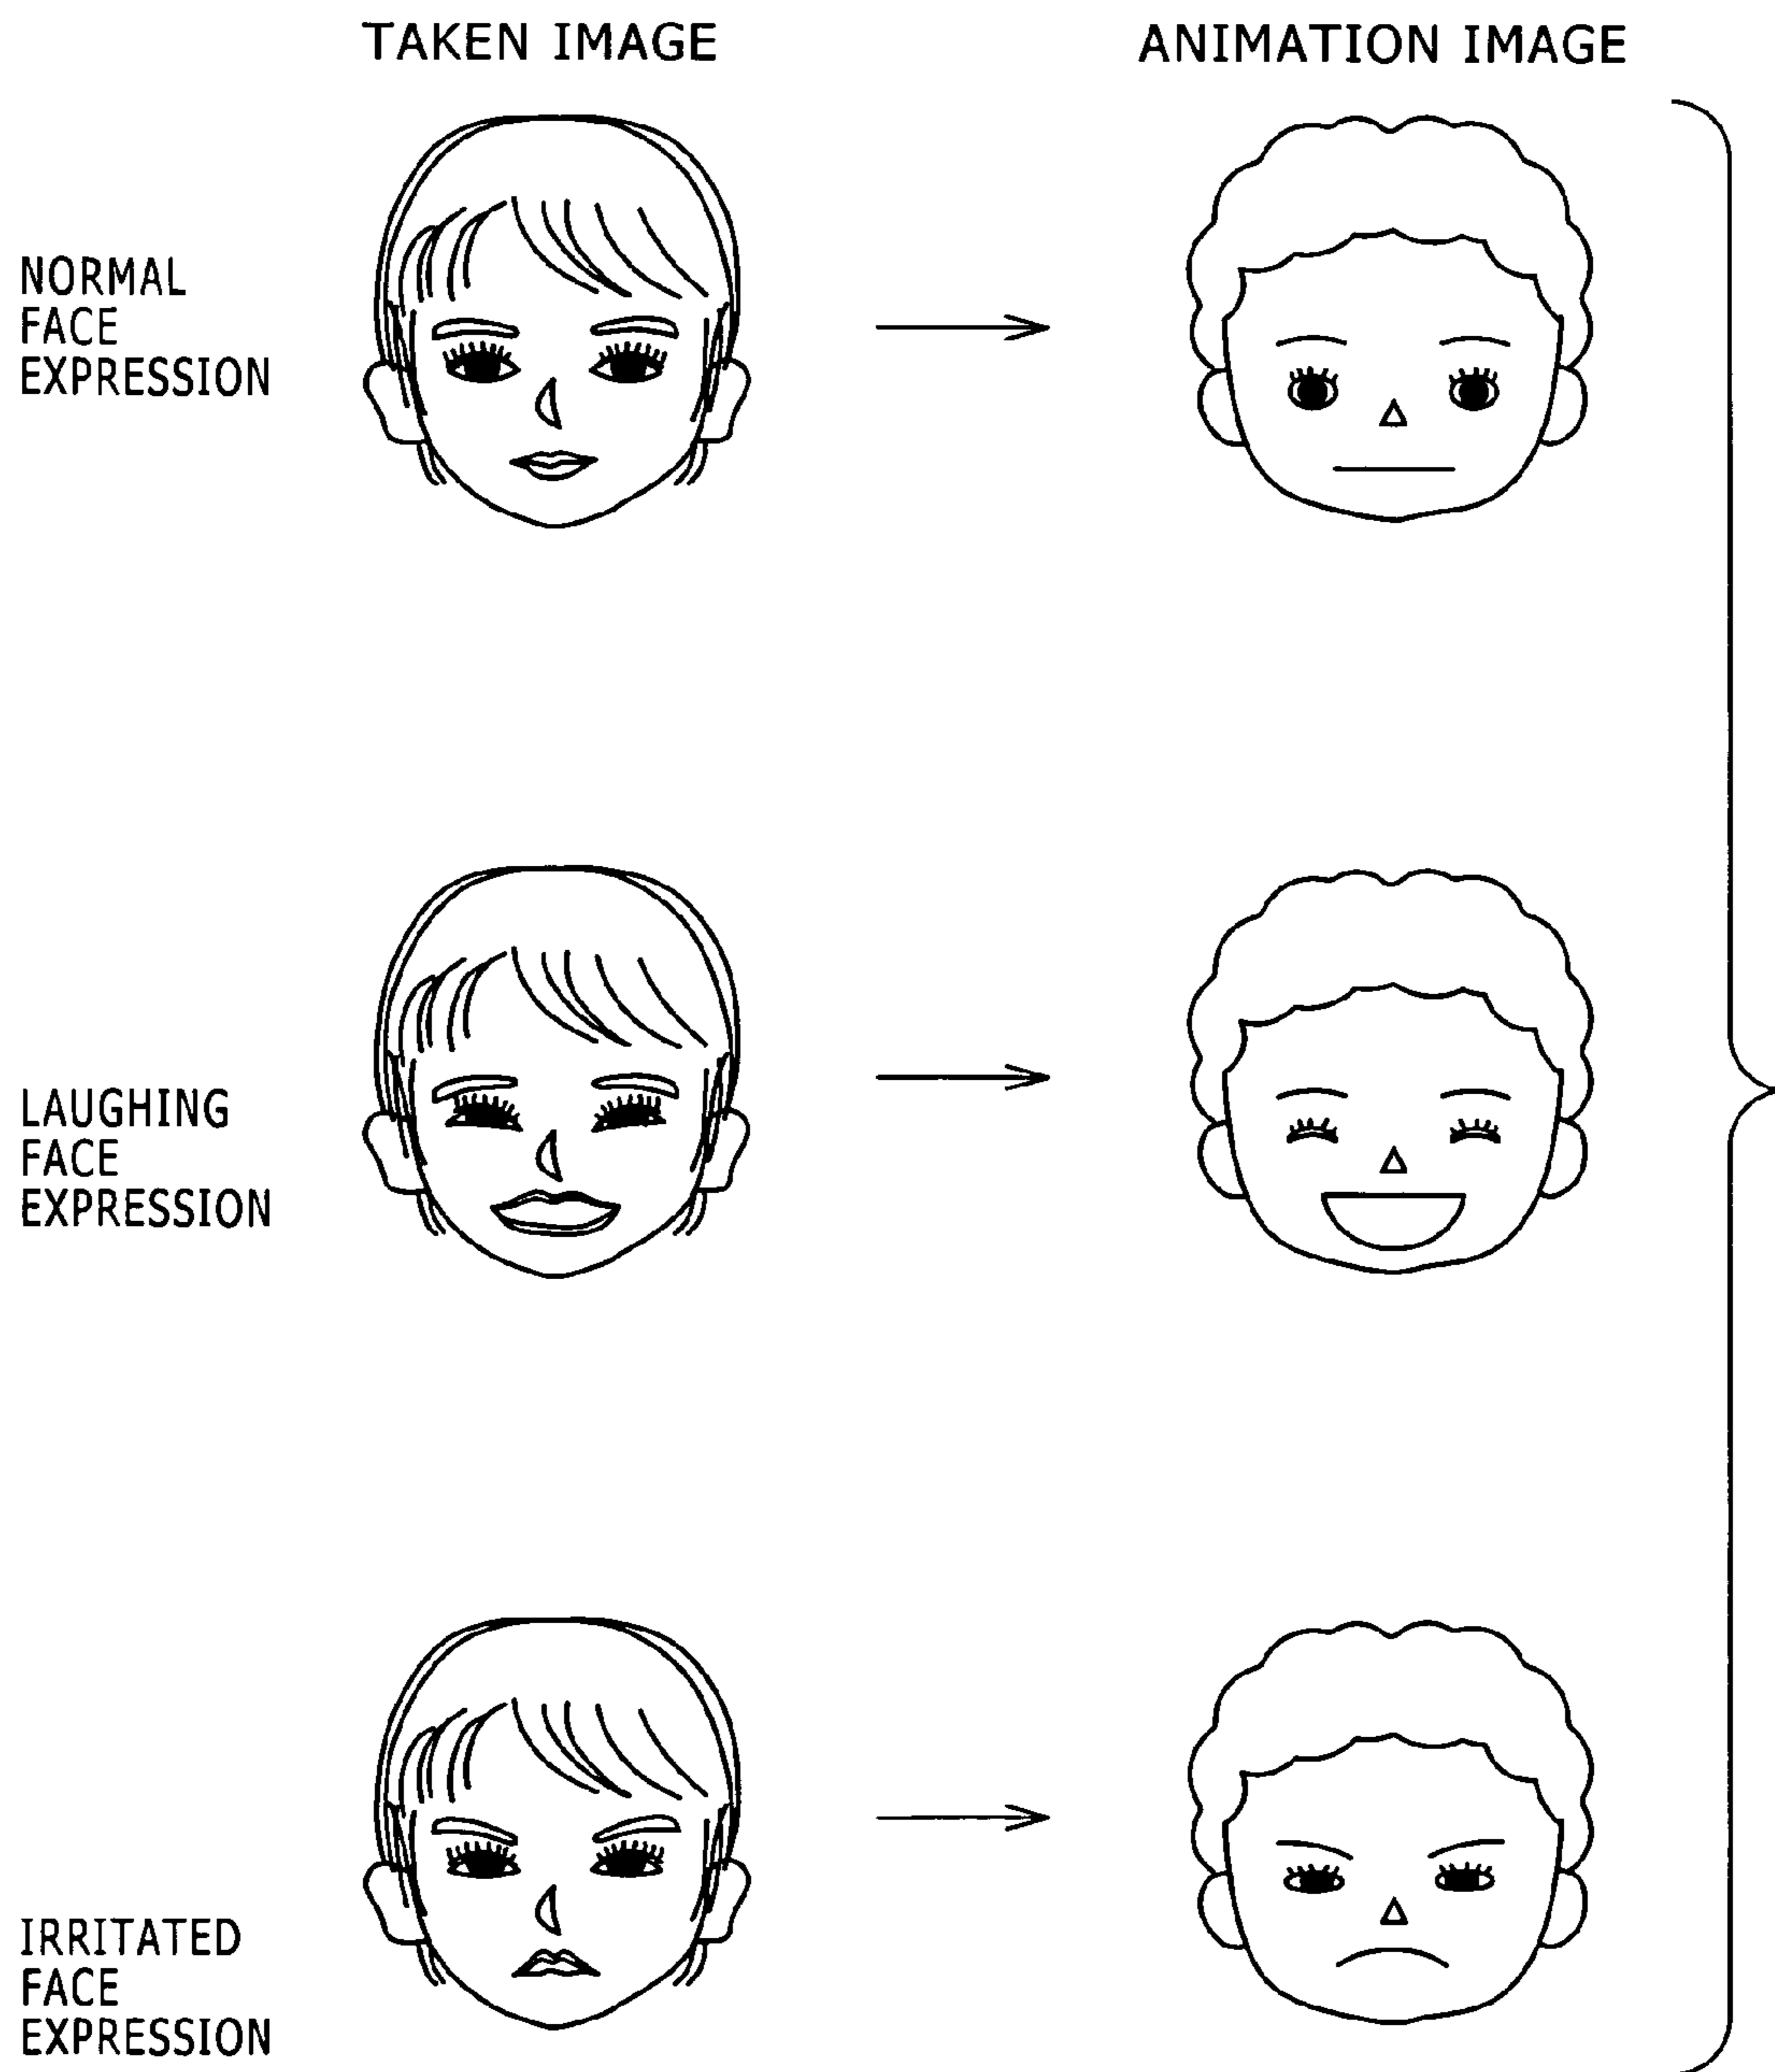 TAKEN IMAGE
ANIMATION IMAGE
NORMAL
FACE
EXPRESSION
LAUGHING
FACE
EXPRESSION
IRRITATED
FACE
EXPRESSION